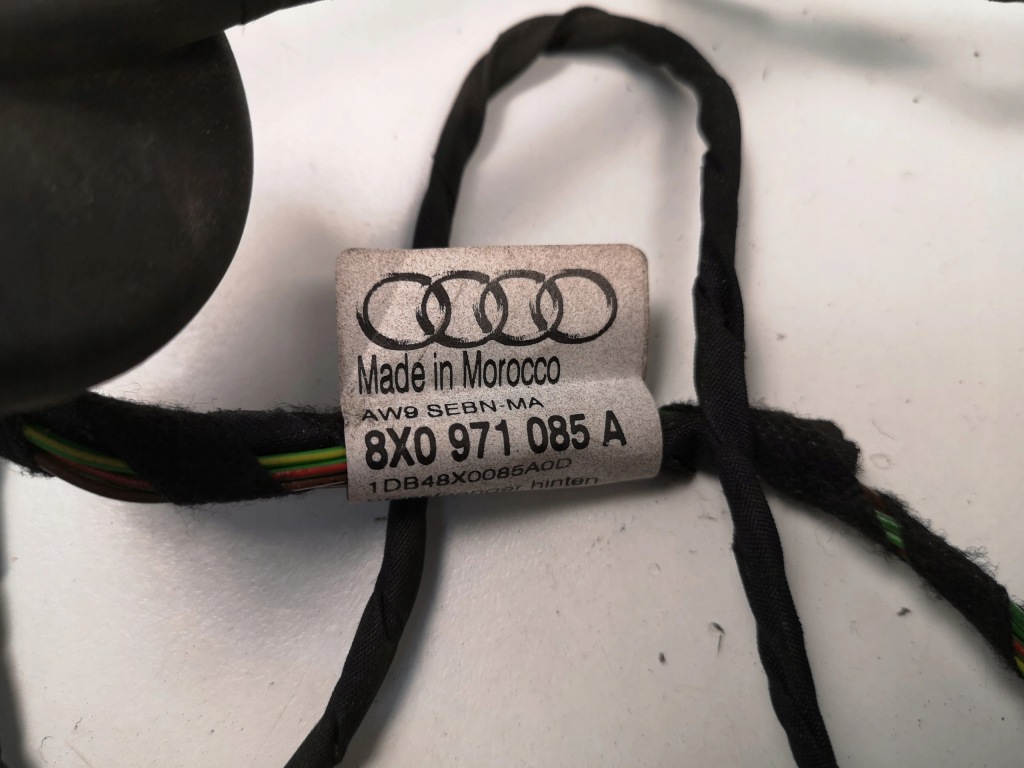 Made in Morocco
AW9 SEBN-MA
8X0 971 085 A
1DB48X0085A0D
hinten